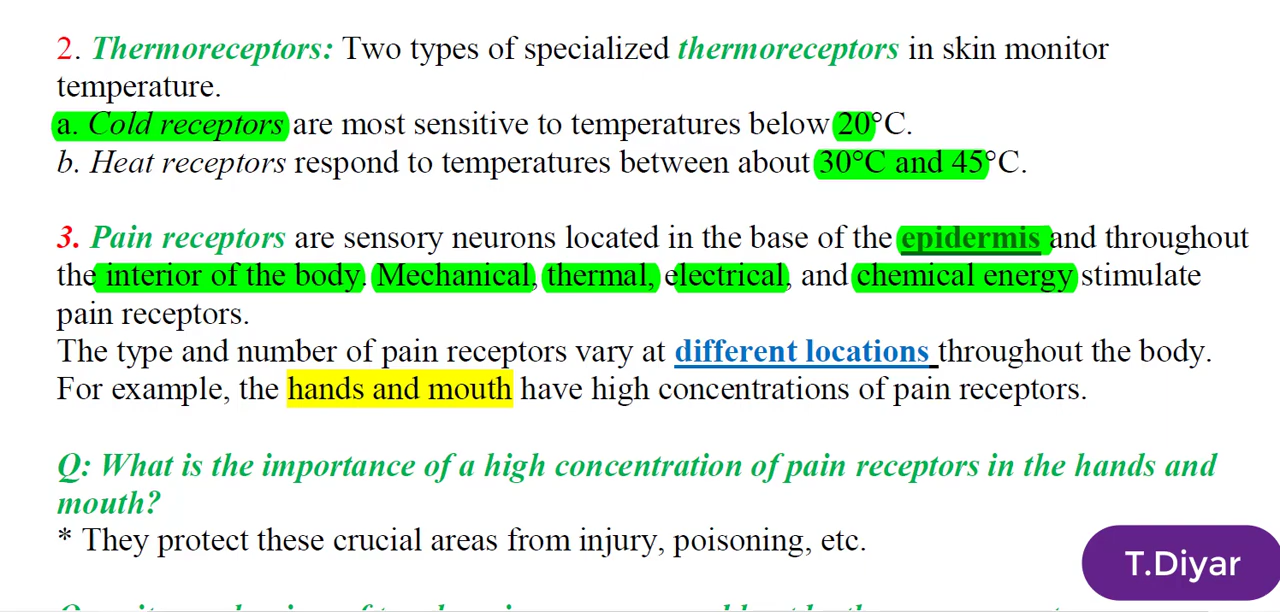 2. Thermoreceptors: Two types of specialized thermoreceptors in skin monitor
temperature.
a. Cold receptors are most sensitive to temperatures below 20°C.
b. Heat receptors respond to temperatures between about 30°C and 45°C.
3. Pain receptors are sensory neurons located in the base of the epidermis and throughout
the interior of the body. Mechanical, thermal, electrical, and chemical energy stimulate
pain receptors.
The type and number of pain receptors vary at different locations throughout the body.
For example, the hands and mouth have high concentrations of pain receptors.
Q: What is the importance of a high concentration of pain receptors in the hands and
mouth?
* They protect these crucial areas from injury, poisoning, etc.
T.Diyar